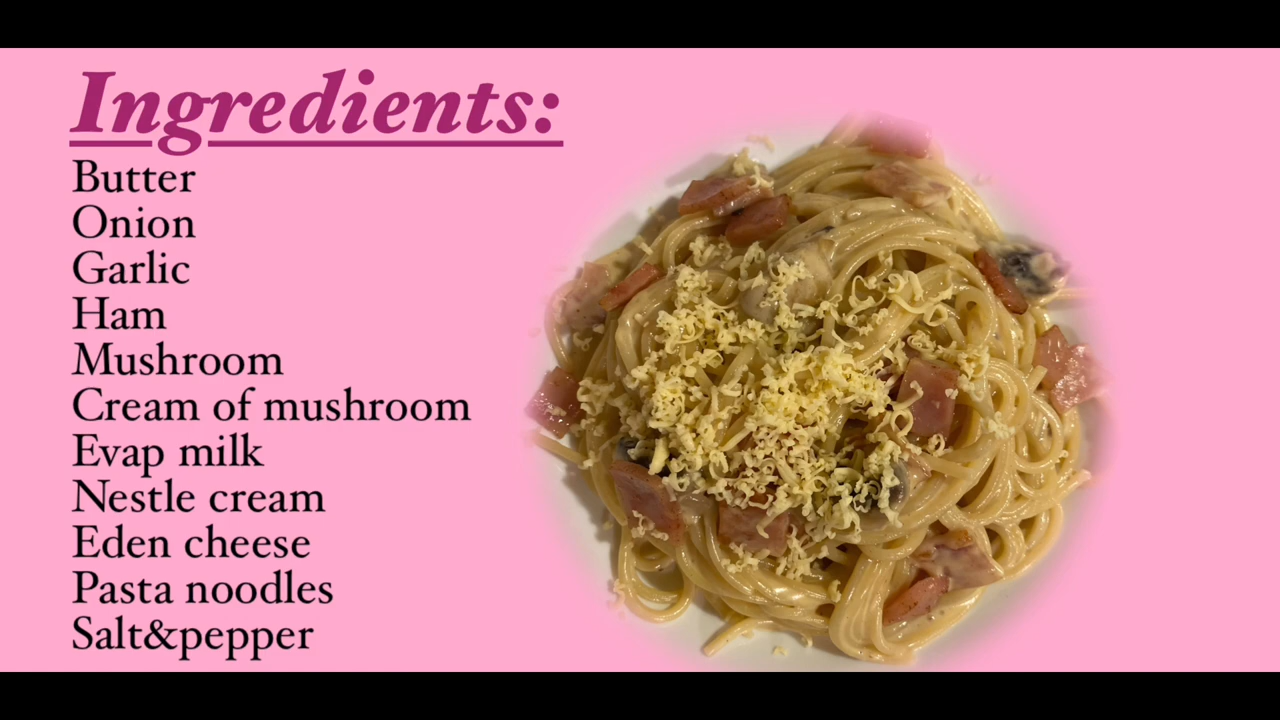 Ingredients:
Butter
Onion
Garlic
Ham
Mushroom
Cream of mushroom
Evap milk
Nestle cream
Eden cheese
Pasta noodles
Salt&pepper